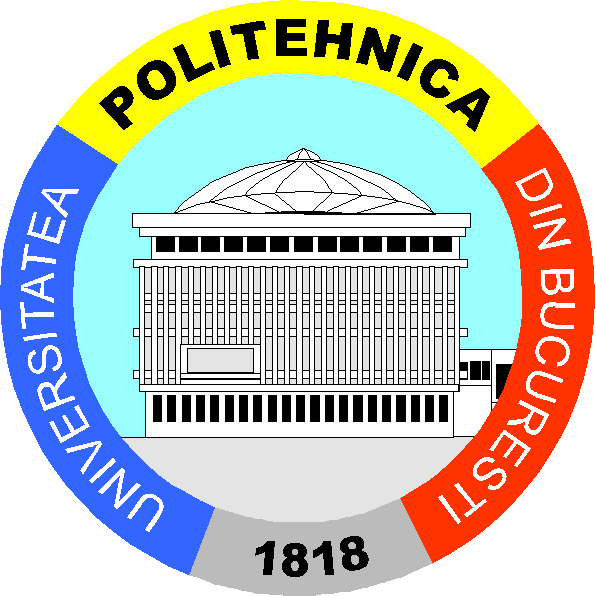 UNIVERSITATEA
POLITEHNICA
DIN BUCURESTI
1818